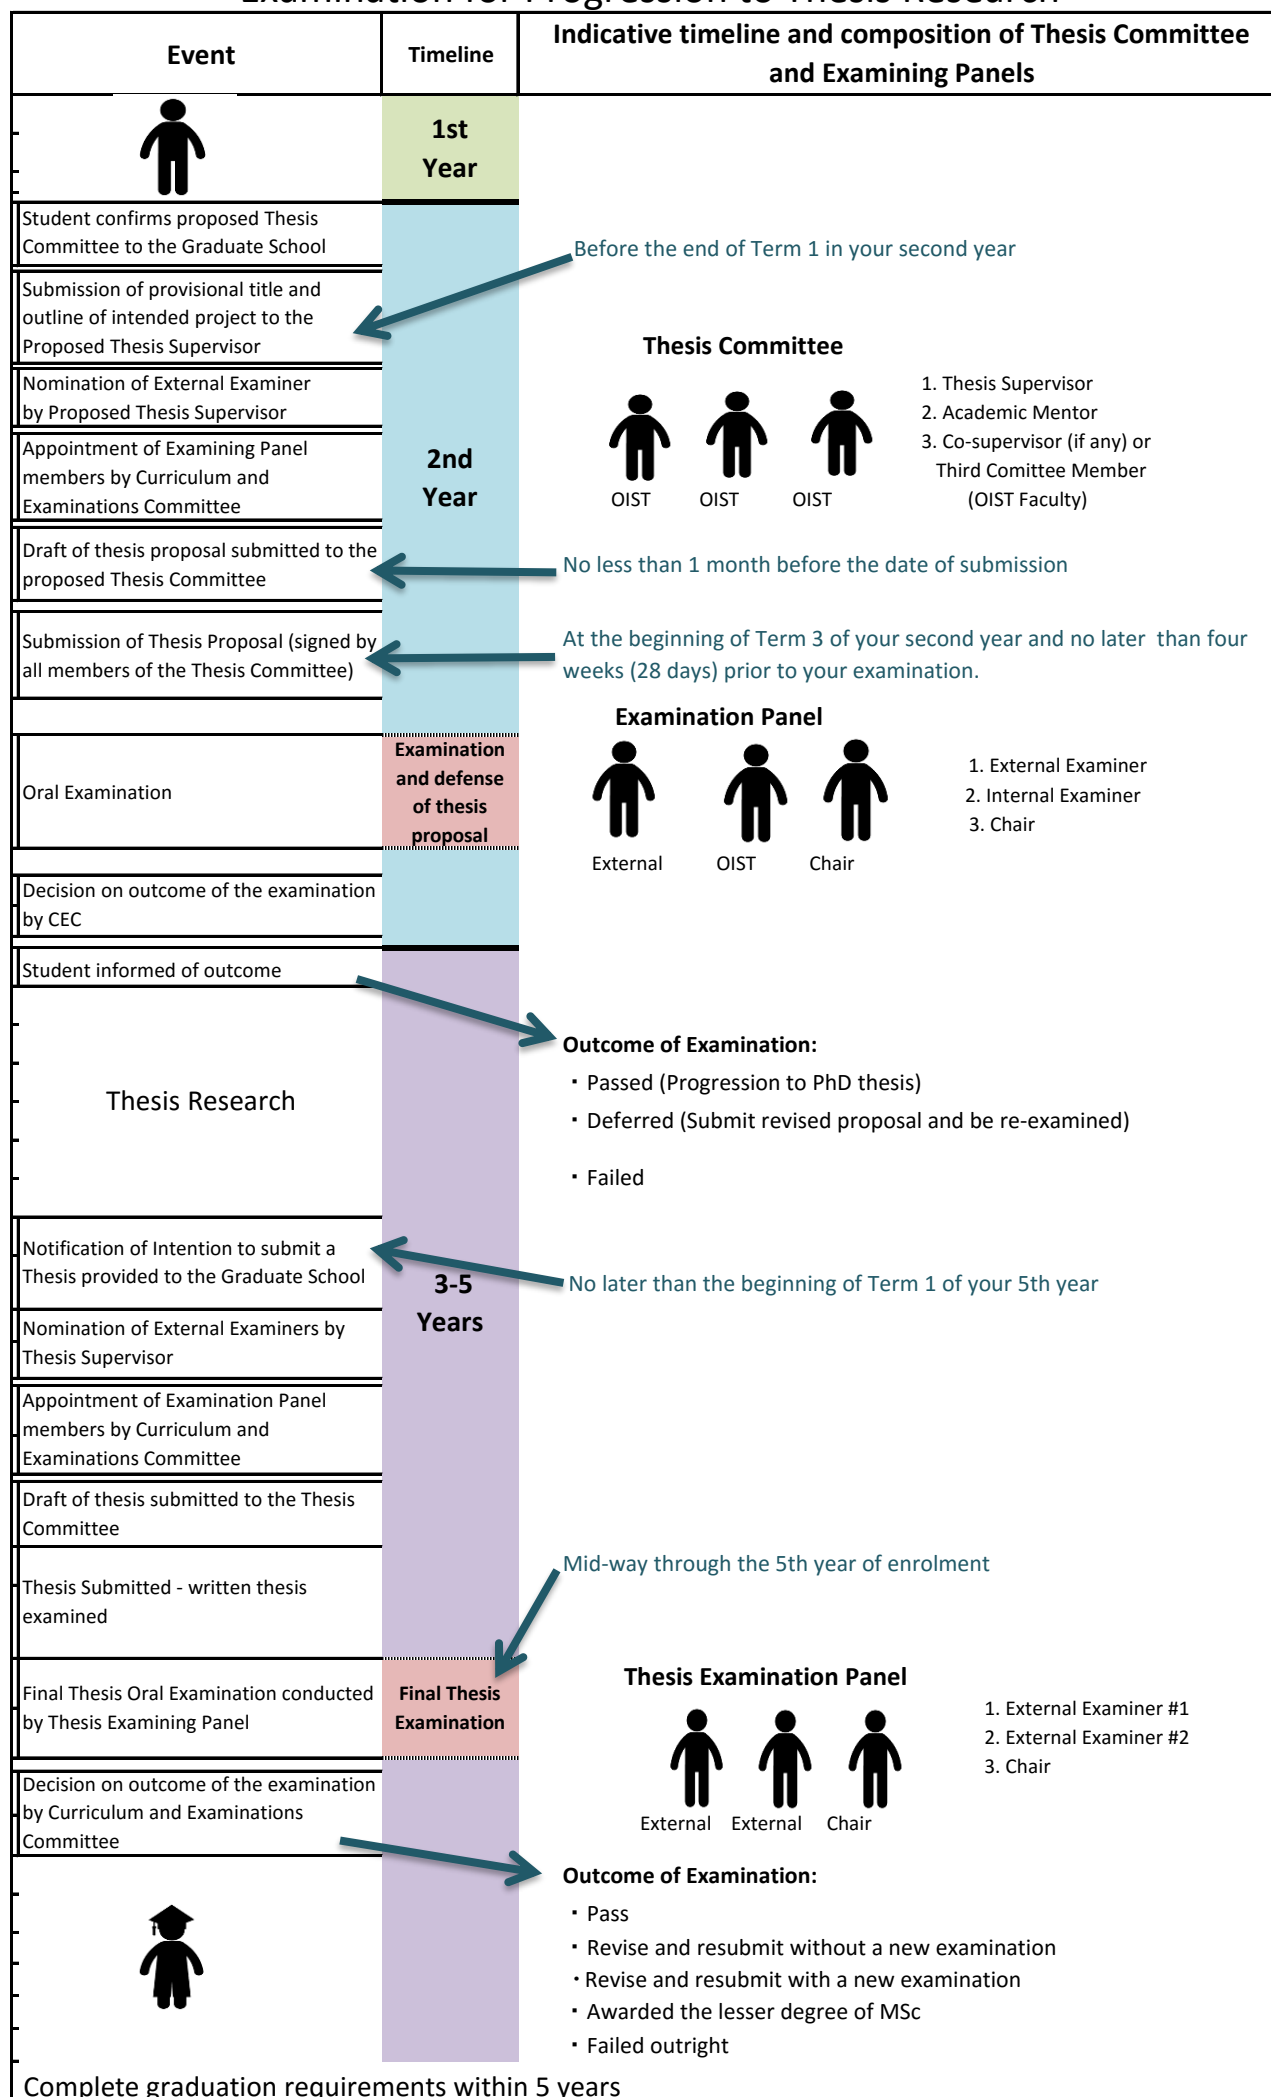 Examination for Progression to Thesis Research
Event
Timeline
Indicative timeline and composition of Thesis Committee
and Examining Panels
1st
Year
Student confirms proposed Thesis
Committee to the Graduate School
Before the end of Term 1 in your second year
Submission of provisional title and
outline of intended project to the
Proposed Thesis Supervisor
Thesis Committee
Nomination of External Examiner
by Proposed Thesis Supervisor
1. Thesis Supervisor
2. Academic Mentor
3. Co-supervisor (if any) or
Third Comittee Member
(OIST Faculty)
OIST OIST OIST
Appointment of Examining Panel
members by Curriculum and
Examinations Committee
2nd
Year
Draft of thesis proposal submitted to the
proposed Thesis Committee
No less than 1 month before the date of submission
Submission of Thesis Proposal (signed by
all members of the Thesis Committee)
At the beginning of Term 3 of your second year and no later than four
weeks (28 days) prior to your examination.
Examination Panel
Oral Examination
Examination
and defense
of thesis
proposal
1. External Examiner
2. Internal Examiner
3. Chair
External OIST Chair
Decision on outcome of the examination
by CEC
Student informed of outcome
Outcome of Examination:
・Passed (Progression to PhD thesis)
・Deferred (Submit revised proposal and be re-examined)
・Failed
Thesis Research
Notification of Intention to submit a
Thesis provided to the Graduate School
3-5
Years
No later than the beginning of Term 1 of your 5th year
Nomination of External Examiners by
Thesis Supervisor
Appointment of Examination Panel
members by Curriculum and
Examinations Committee
Draft of thesis submitted to the Thesis
Committee
Mid-way through the 5th year of enrolment
Thesis Submitted - written thesis
examined
Final Thesis Oral Examination conducted
by Thesis Examining Panel
Final Thesis
Examination
Thesis Examination Panel
1. External Examiner #1
2. External Examiner #2
3. Chair
External External Chair
Decision on outcome of the examination
by Curriculum and Examinations
Committee
Outcome of Examination:
・Pass
・Revise and resubmit without a new examination
・Revise and resubmit with a new examination
・Awarded the lesser degree of MSc
・Failed outright
Complete graduation requirements within 5 years